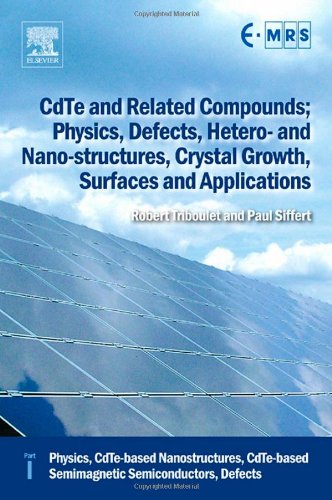 ELSEVIER
E-MRS
CdTe and Related Compounds;
Physics, Defects, Hetero- and
Nano-structures, Crystal Growth,
Surfaces and Applications
Robert Triboulet and Paul Siffert
Part
I
Physics, CdTe-based Nanostructures, CdTe-based
Semimagnetic Semiconductors, Defects